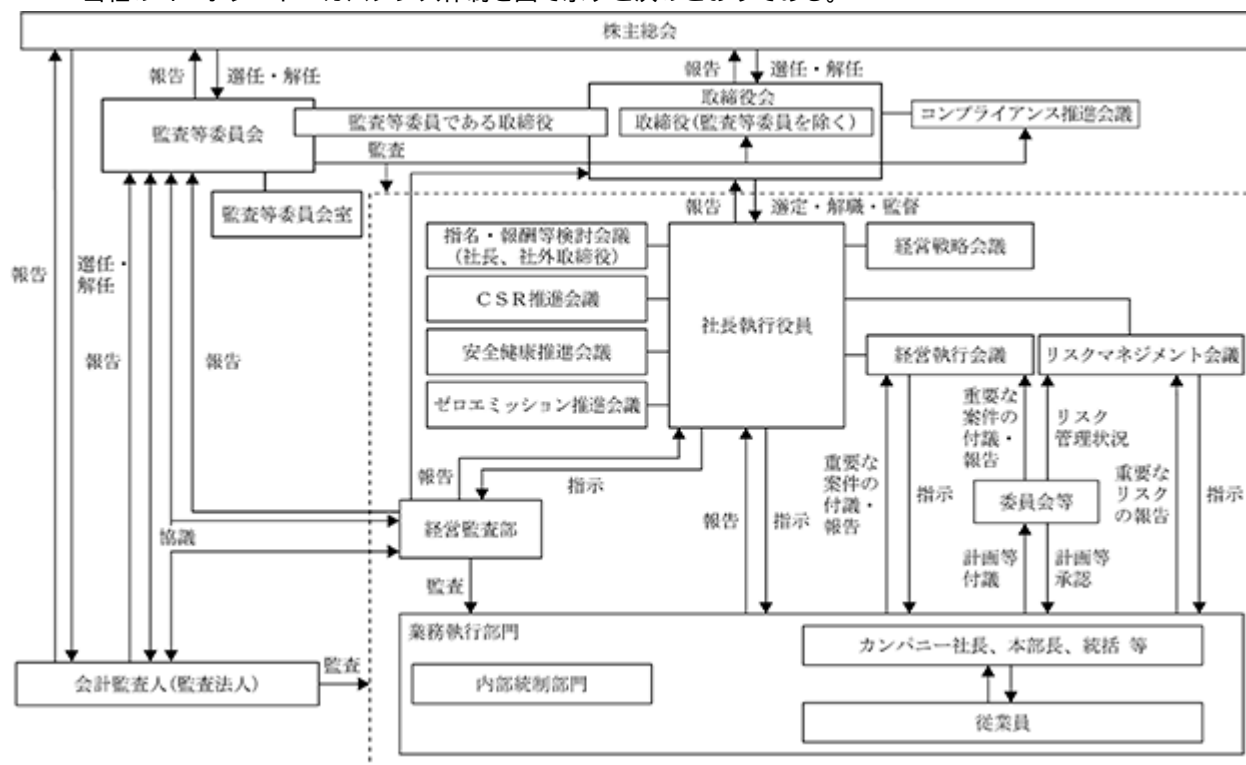 株主総会
報告
選任・解任
報告
選任・解任
監査等委員会
監査等委員である取締役
取締役会
取締役(監査等委員を除く)
コンプライアンス推進会議
監査
監査等委員会室
報告
選定・解職・監督
指名・報酬等検討会議
(社長、社外取締役)
経営戦略会議
報告
選任・
解任
CSR推進会議
社長執行役員
安全健康推進会議
経営執行会議
リスクマネジメント会議
報告
報告
ゼロエミッション推進会議
重要な
案件の
付議・
報告
リスク
管理状況
報告
指示
重要な
案件の
付議・
報告
指示
委員会等
重要な
リスク
の報告
指示
経営監査部
報告
指示
協議
計画等
付議
計画等
承認
監査
業務執行部門
カンパニー社長、本部長、統括 等
会計監査人(監査法人)
監査
内部統制部門
従業員